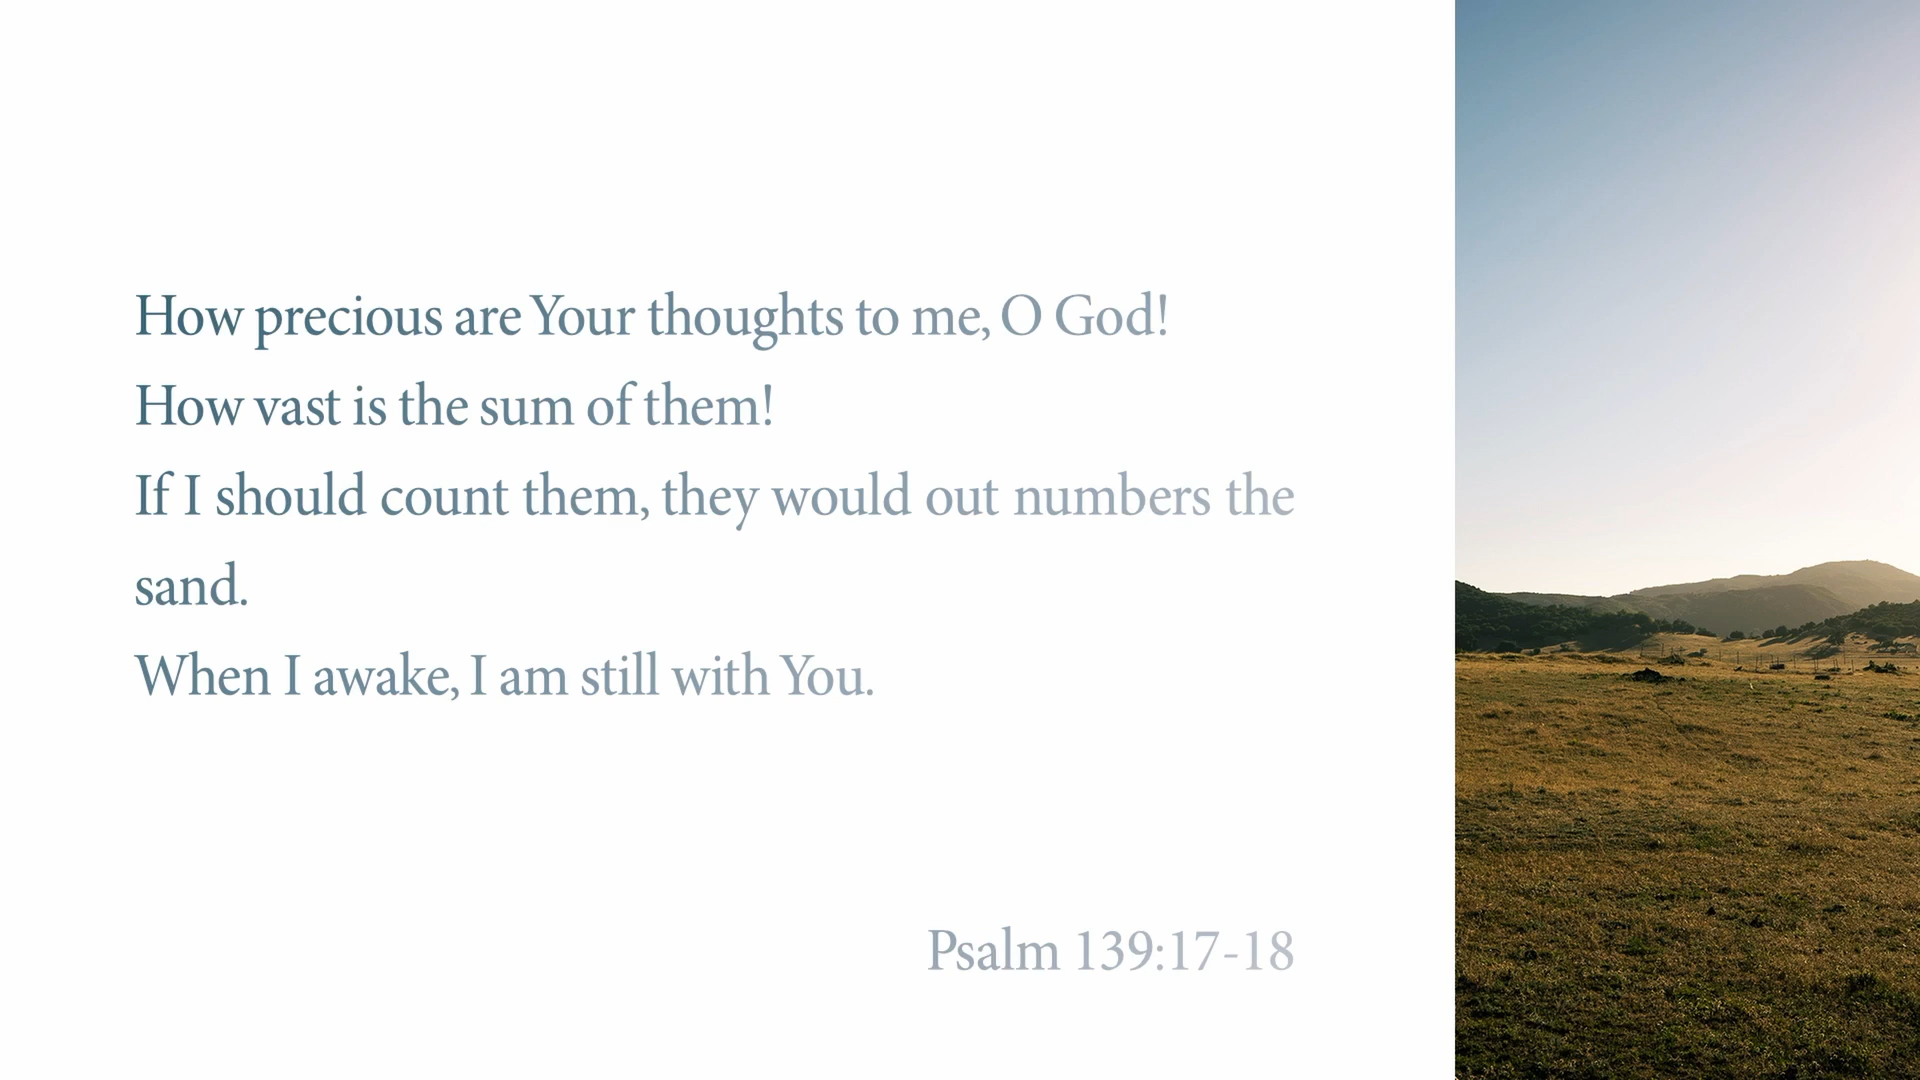 How precious are Your thoughts to me, O God!
How vast is the sum of them!
If I should count them, they would out numbers the
sand.
When I awake, I am still with You.
Psalm 139:17-18